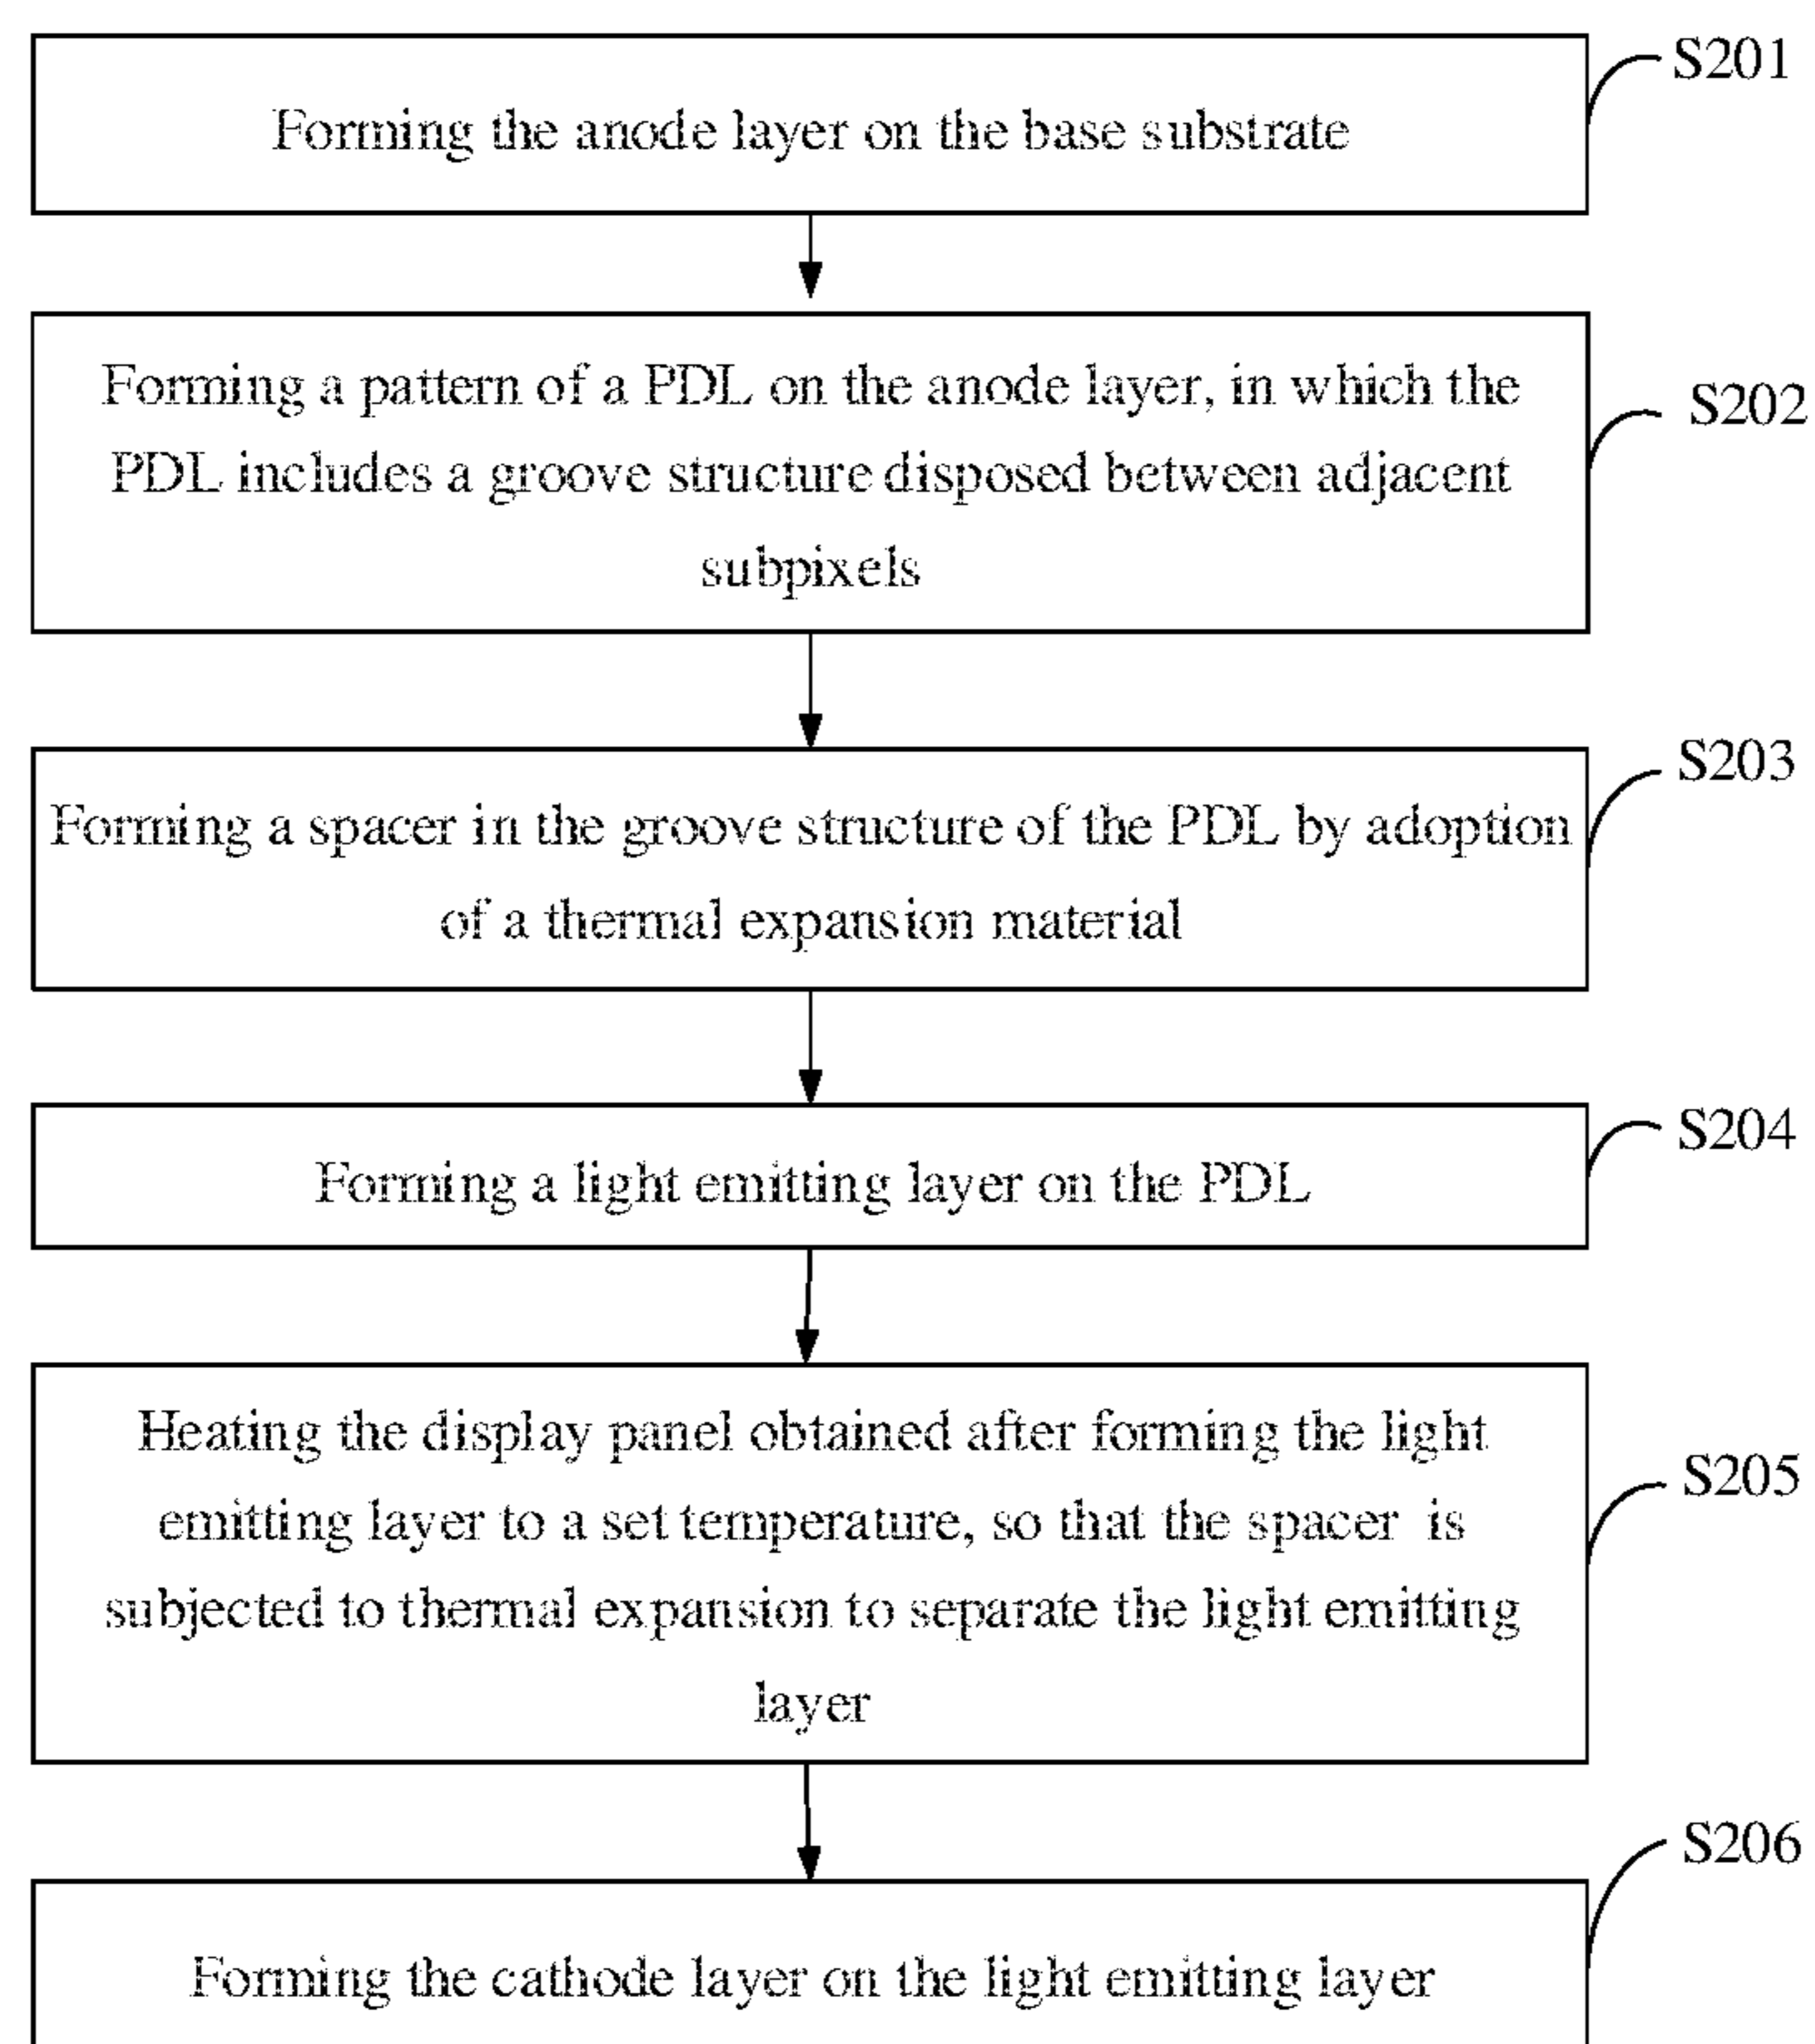 S201
Forming the anode layer on the base substrate
Forming a pattern of a PDL on the anode layer, in which the
S202
PDL includes a groove structure disposed between adjacent
subpixels
S203
Forming a spacer in the groove structure of the PDL by adoption
of a thermal expansion material
S204
Forming a light emitting layer on the PDL
Heating the display panel obtained after forming the light
S205
emitting layer to a set temperature, so that the spacer is
subjected to thermal expansion to separate the light emitting
layer
S206
Forming the cathode layer on the light emitting layer